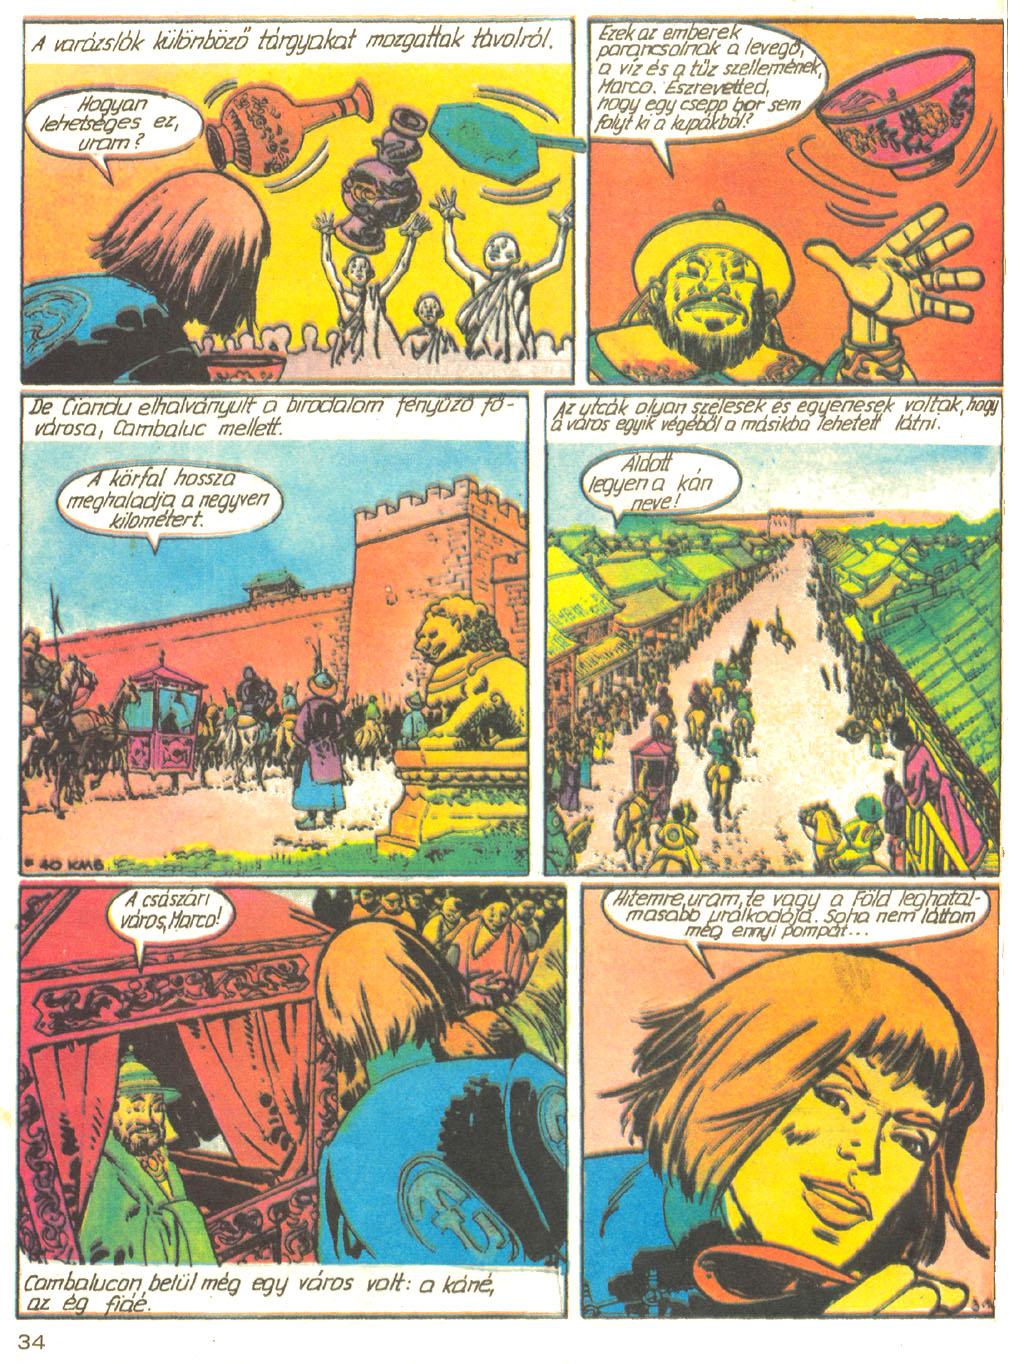 A varázslók különböző tárgyakat mozgattak távolról.
Hogyan
lehetséges ez,
uram?
Ezek az emberek
parancsolnak a levegő,
a víz és a tűz szellemének,
Marco. Észrevetted,
hogy egy csepp bor sem
folyt ki a kupákból?
De Ciandu elhalványult a birodalom fényűző fő-
városa, Cambaluc mellett.
A körfal hossza
meghaladja a negyven
kilométert.
* 40 KM6.
Az utcák olyan szélesek és egyenesek voltak, hogy
a város egyik végéből a másikba lehetett látni.
Áldott
legyen a kán
neve!
A császári
város, Marco!
Cambalucon belül még egy város volt: a káné,
az ég fiáé.
Hitemre, uram, te vagy a Föld leghatal-
masabb uralkodója. Soha nem láttam
még ennyi pompát...
34